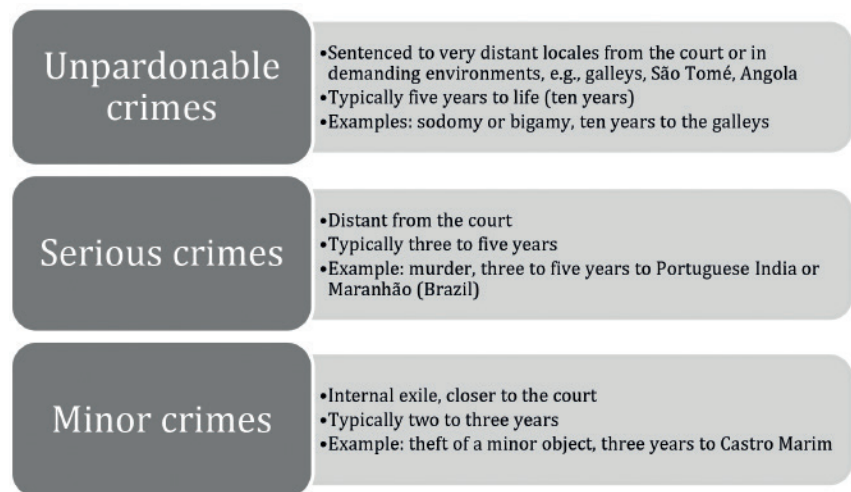 Unpardonable
crimes
•Sentenced to very distant locales from the court or in
demanding environments, e.g., galleys, São Tomé, Angola
•Typically five years to life (ten years)
•Examples: sodomy or bigamy, ten years to the galleys
Serious crimes
•Distant from the court
•Typically three to five years
•Example: murder, three to five years to Portuguese India or
Maranhão (Brazil)
Minor crimes
•Internal exile, closer to the court
•Typically two to three years
•Example: theft of a minor object, three years to Castro Marim